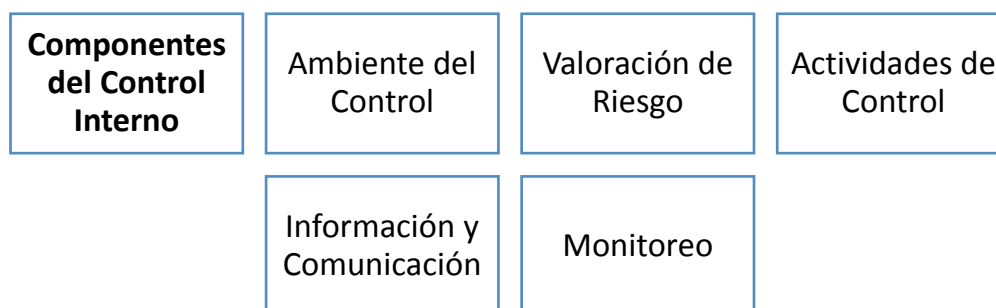 Componentes
del Control
Interno
Ambiente del
Control
Valoración de
Riesgo
Actividades de
Control
Información y
Comunicación
Monitoreo